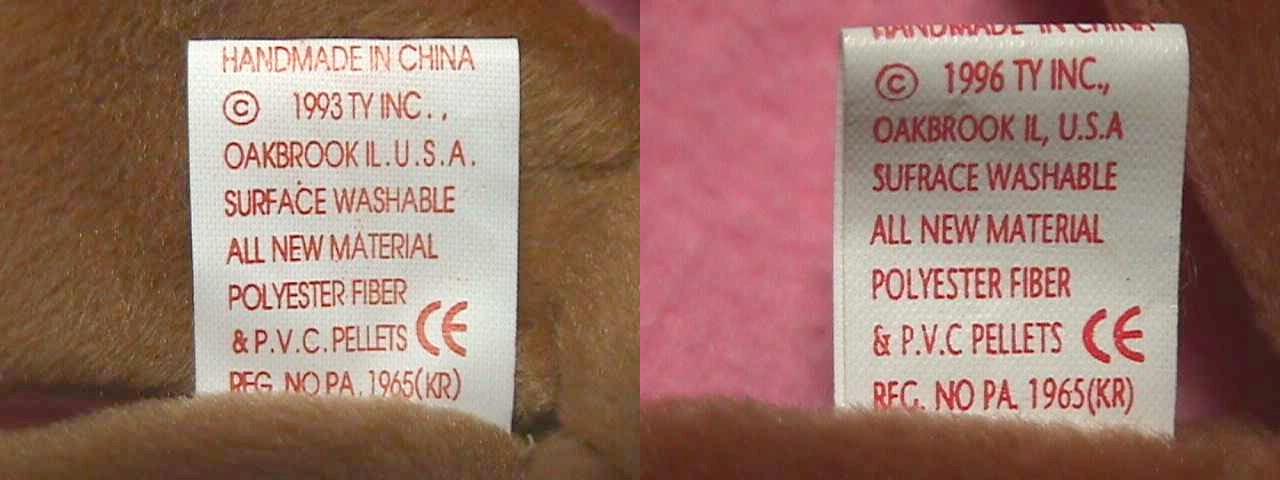 HANDMADE IN CHINA
© 1993 TY INC.,
OAKBROOK IL.U.S.A.
SURFACE WASHABLE
ALL NEW MATERIAL
POLYESTER FIBER
& P.V.C. PELLETS CE
REG. NO PA. 1965(KR)
HANDMADE IN CHINA
© 1996 TY INC.,
OAKBROOK IL, U.S.A
SUFRACE WASHABLE
ALL NEW MATERIAL
POLYESTER FIBER
& P.V.C PELLETS CE
REG. NO PA. 1965(KR)